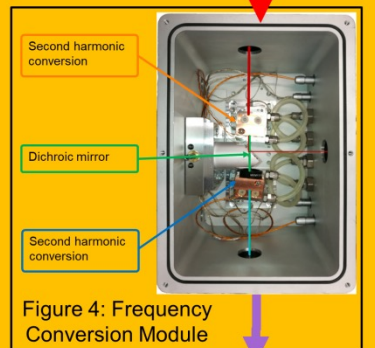 Second harmonic
conversion
Dichroic mirror
Second harmonic
conversion
Figure 4: Frequency
Conversion Module